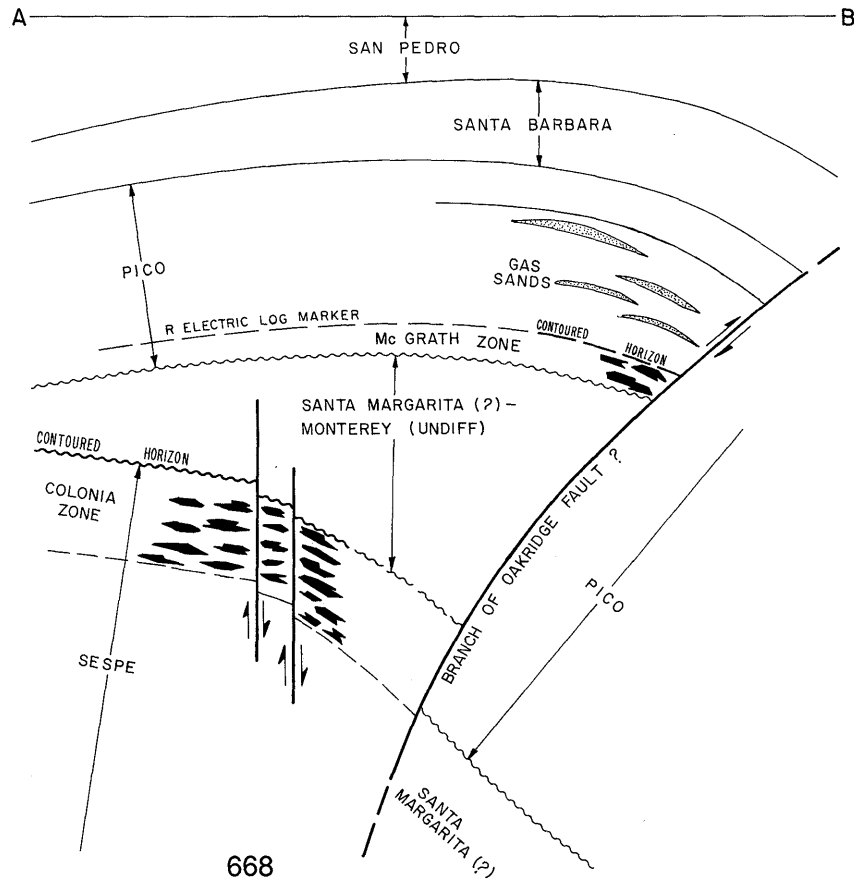 A
B
SAN PEDRO
SANTA BARBARA
PICO
GAS
SANDS
R ELECTRIC LOG MARKER
CONTOURED
HORIZON
Mc GRATH ZONE
SANTA MARGARITA (?)–
MONTEREY (UNDIFF)
CONTOURED
HORIZON
COLONIA
ZONE
BRANCH OF OAKRIDGE FAULT ?
PICO
SESPE
SANTA
MARGARITA (?)
668